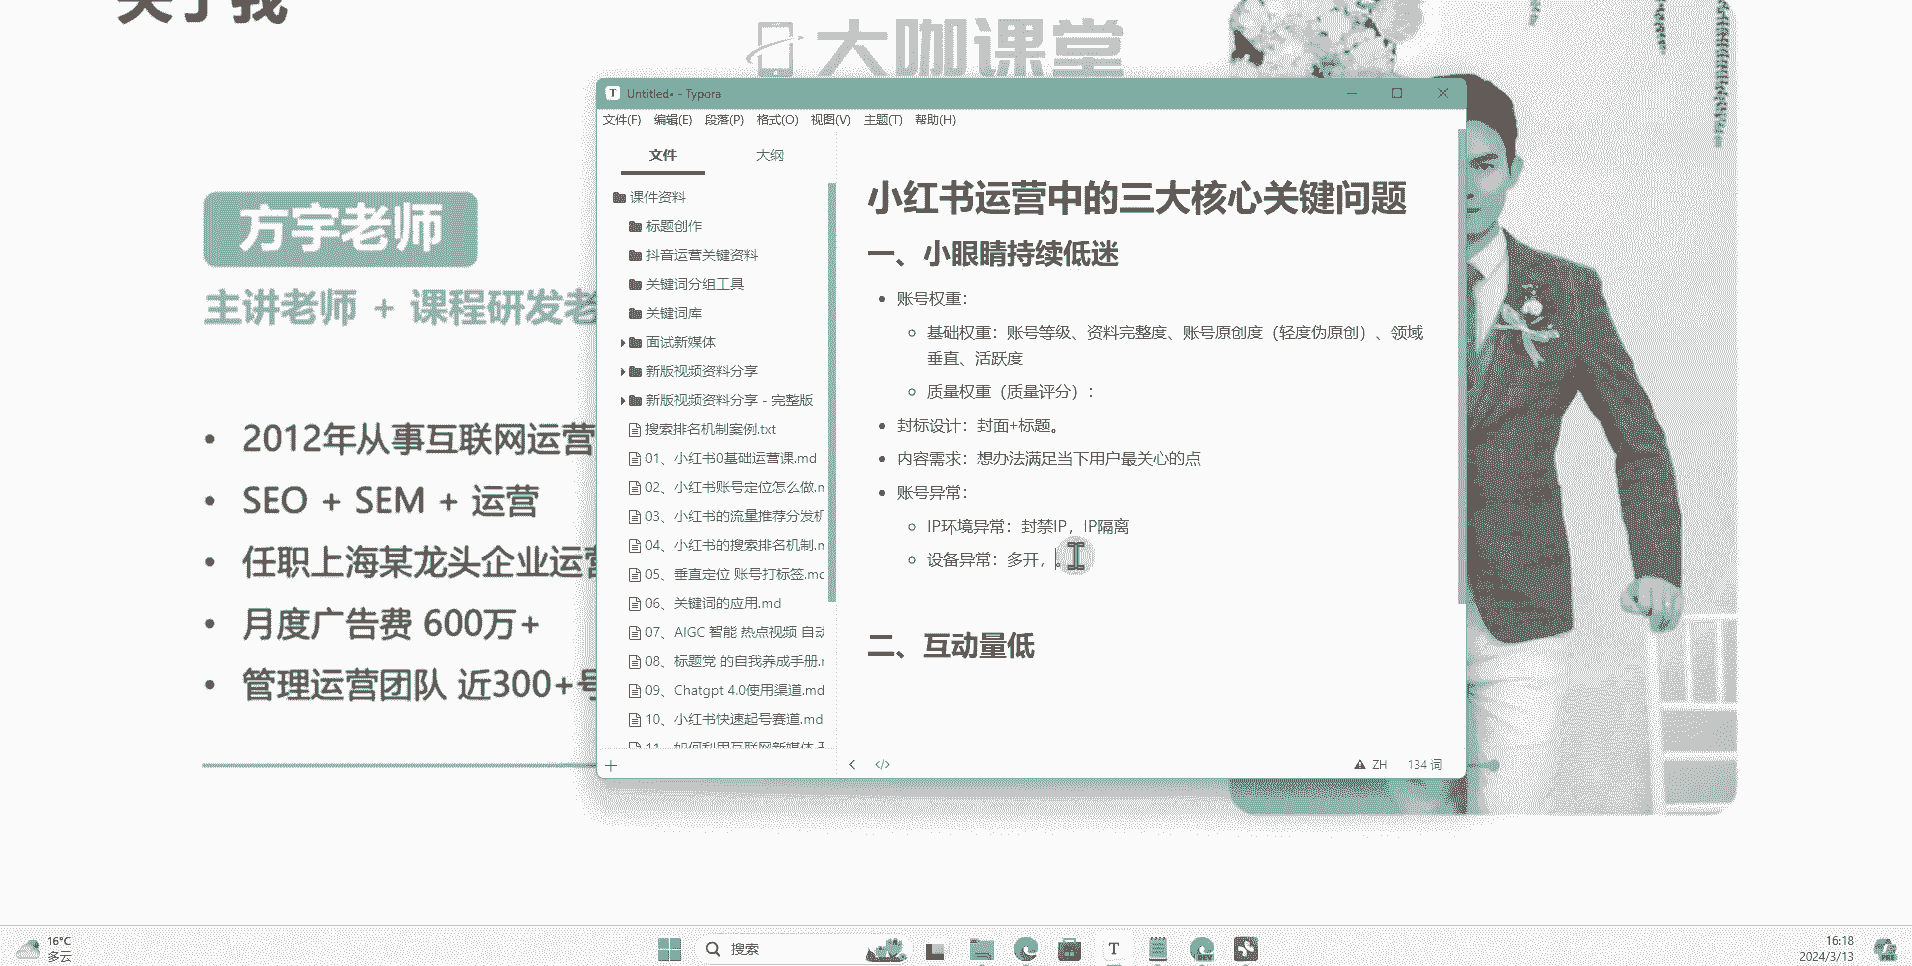 关于我
大咖课堂
方宇老师
主讲老师 + 课程研发老
2012年从事互联网运营
SEO + SEM + 运营
任职上海某龙头企业运营
月度广告费 600万+
管理运营团队 近300+号
Untitled• - Typora
文件(F) 编辑(E) 段落(P) 格式(O) 视图(V) 主题(T) 帮助(H)
文件 大纲
课件资料
标题创作
抖音运营关键资料
关键词分组工具
关键词库
面试新媒体
新版视频资料分享
新版视频资料分享 - 完整版
搜索排名机制案例.txt
01、小红书0基础运营课.md
02、小红书账号定位怎么做.m
03、小红书的流量推荐分发机
04、小红书的搜索排名机制.m
05、垂直定位 账号打标签.md
06、关键词的应用.md
07、AIGC 智能 热点视频 自动
08、标题党 的自我养成手册.m
09、Chatgpt 4.0使用渠道.md
10、小红书快速起号赛道.md
11、如何利用互联网新媒体
小红书运营中的三大核心关键问题
一、小眼睛持续低迷
账号权重：
基础权重：账号等级、资料完整度、账号原创度（轻度伪原创）、领域
垂直、活跃度
质量权重（质量评分）：
封标设计：封面+标题。
内容需求：想办法满足当下用户最关心的点
账号异常：
IP环境异常：封禁IP，IP隔离
设备异常：多开，。
二、互动量低
ZH 134 词
16°C
多云
搜索
DEV
16:18
2024/3/13
PRE